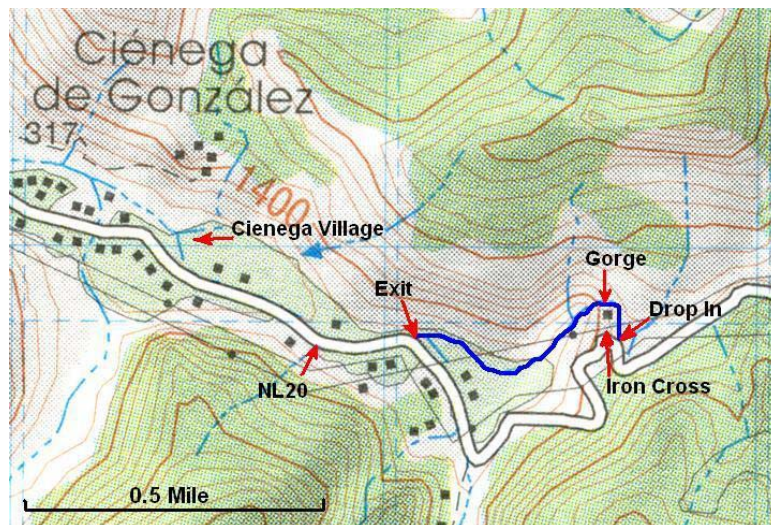 Ciénega
de González
317
1400
Cienega Village
Gorge
Exit
Drop In
NL20
Iron Cross
0.5 Mile